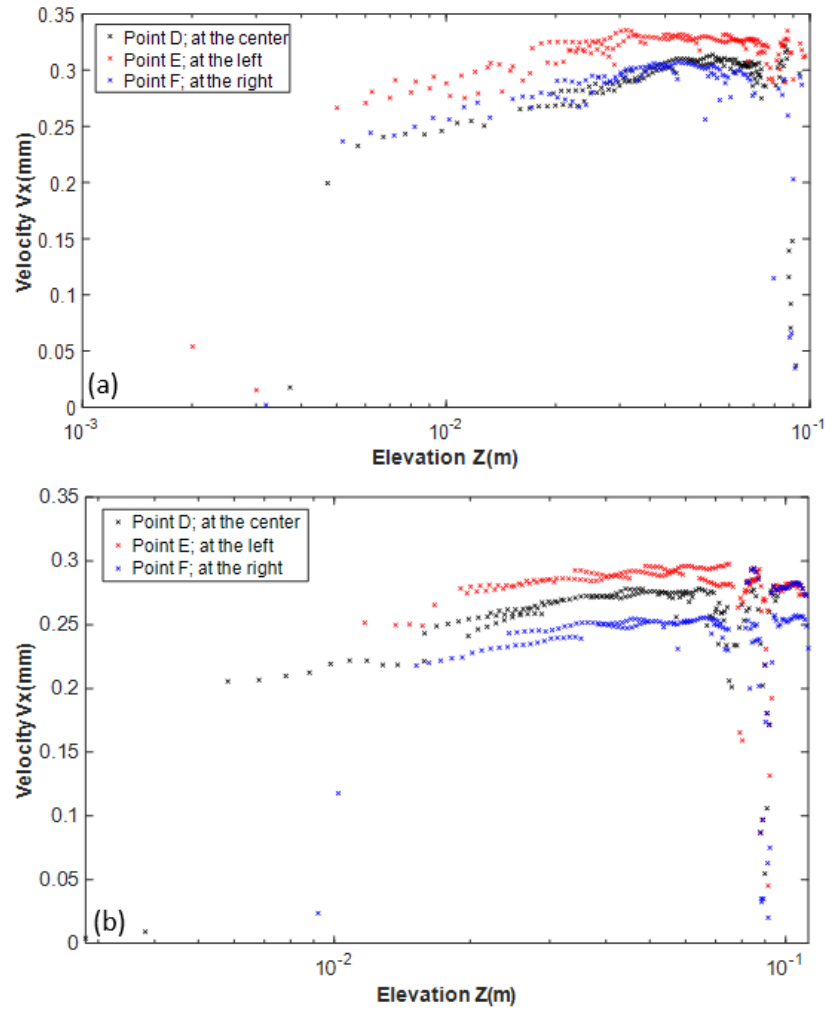 0.35
0.3
0.25
0.2
0.15
0.1
0.05
0
Velocity Vx(mm)
Point D; at the center
Point E; at the left
Point F; at the right
(a)
10-3
10-2
10-1
Elevation Z(m)
0.35
0.3
0.25
0.2
0.15
0.1
0.05
0
Velocity Vx(mm)
Point D; at the center
Point E; at the left
Point F; at the right
(b)
10-2
10-1
Elevation Z(m)